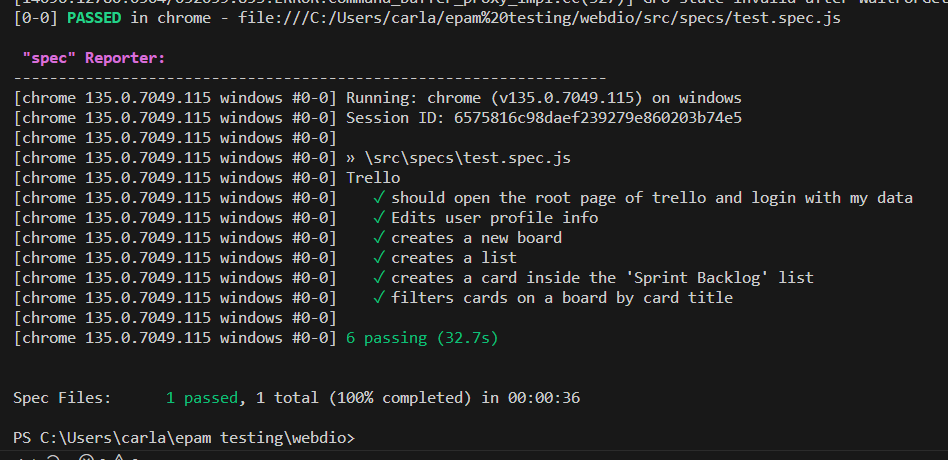 [0-0] PASSED in chrome - file:///C:/Users/carla/epam%20testing/webdio/src/specs/test.spec.js
"spec" Reporter:
------------------------------------------------------------------
[chrome 135.0.7049.115 windows #0-0] Running: chrome (v135.0.7049.115) on windows
[chrome 135.0.7049.115 windows #0-0] Session ID: 6575816c98daef239279e860203b74e5
[chrome 135.0.7049.115 windows #0-0]
[chrome 135.0.7049.115 windows #0-0] » \src\specs\test.spec.js
[chrome 135.0.7049.115 windows #0-0] Trello
[chrome 135.0.7049.115 windows #0-0] ✓ should open the root page of trello and login with my data
[chrome 135.0.7049.115 windows #0-0] ✓ Edits user profile info
[chrome 135.0.7049.115 windows #0-0] ✓ creates a new board
[chrome 135.0.7049.115 windows #0-0] ✓ creates a list
[chrome 135.0.7049.115 windows #0-0] ✓ creates a card inside the 'Sprint Backlog' list
[chrome 135.0.7049.115 windows #0-0] ✓ filters cards on a board by card title
[chrome 135.0.7049.115 windows #0-0]
[chrome 135.0.7049.115 windows #0-0] 6 passing (32.7s)
Spec Files: 1 passed, 1 total (100% completed) in 00:00:36
PS C:\Users\carla\epam testing\webdio>